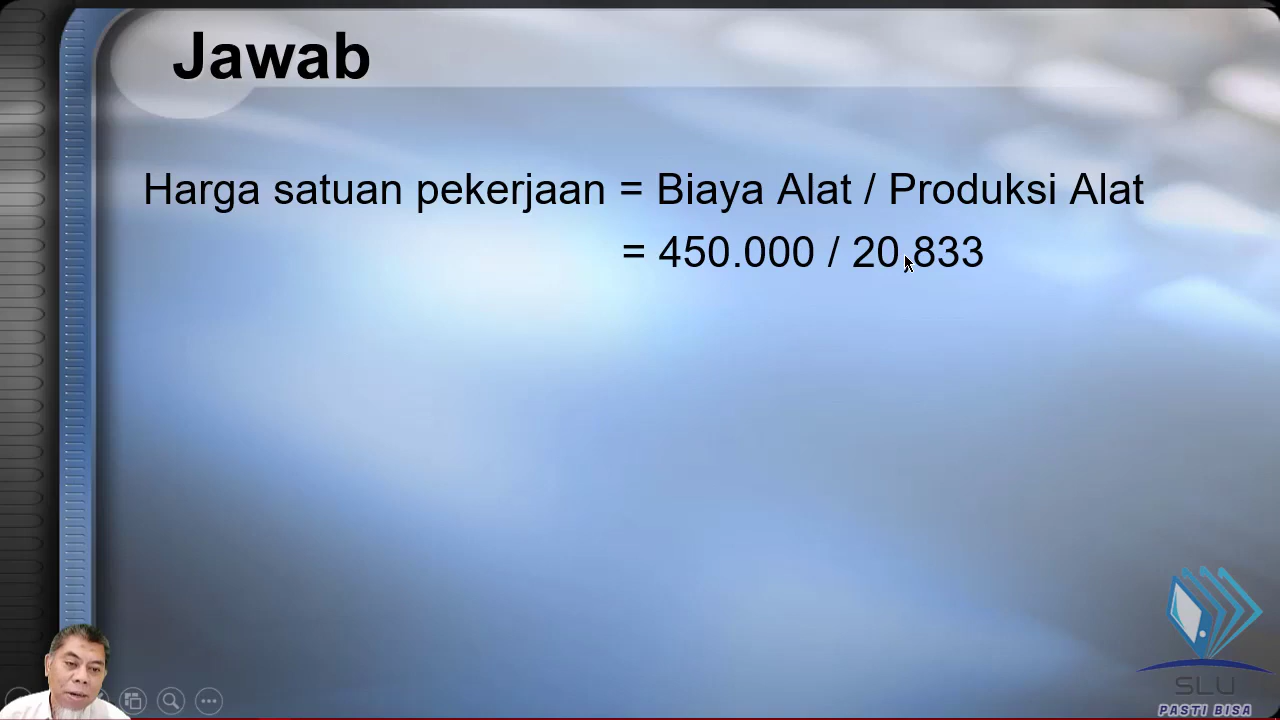 Jawab
Harga satuan pekerjaan = Biaya Alat / Produksi Alat
= 450.000 / 20,833
SLU
PASTI BISA